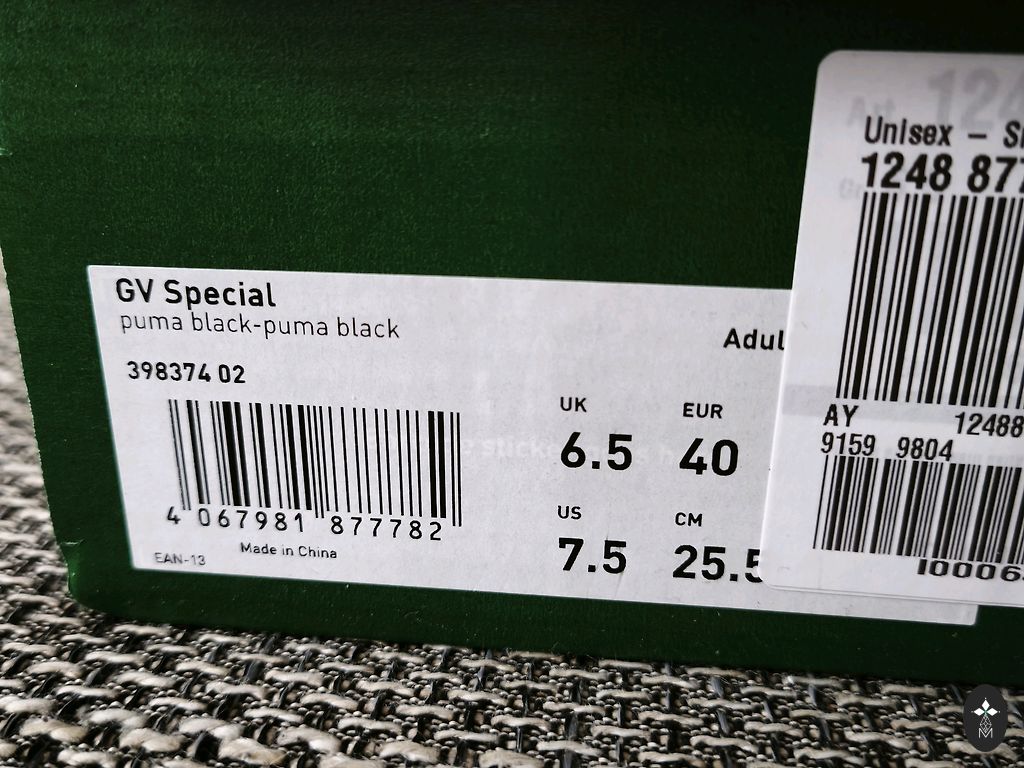 GV Special
puma black-puma black
Adul
398374 02
UK
EUR
6.5
40
US
CM
7.5
25.5
4 067981 877782
EAN-13
Made in China
Unisex –
1248 877
AY
12488
9159 9804
10006
M